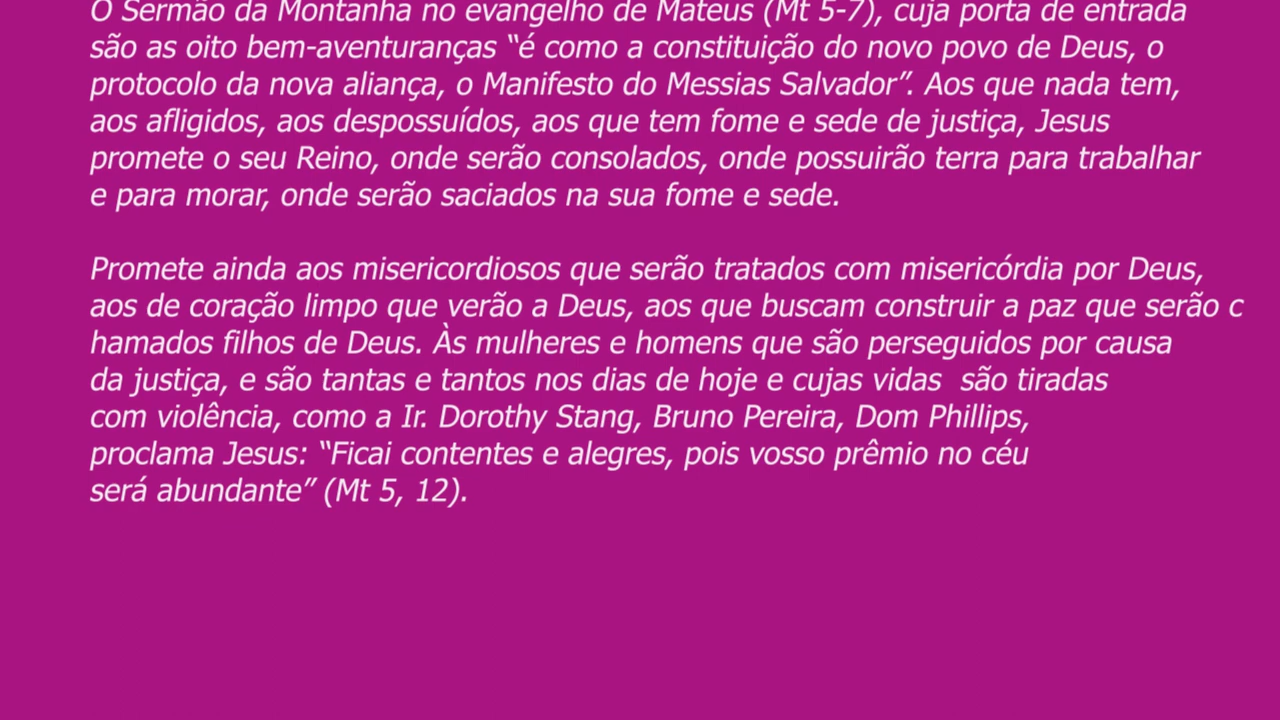 O Sermão da Montanha no evangelho de Mateus (Mt 5-7), cuja porta de entrada
são as oito bem-aventuranças “é como a constituição do novo povo de Deus, o
protocolo da nova aliança, o Manifesto do Messias Salvador”. Aos que nada tem,
aos afligidos, aos despossuídos, aos que tem fome e sede de justiça, Jesus
promete o seu Reino, onde serão consolados, onde possuirão terra para trabalhar
e para morar, onde serão saciados na sua fome e sede.
Promete ainda aos misericordiosos que serão tratados com misericórdia por Deus,
aos de coração limpo que verão a Deus, aos que buscam construir a paz que serão c
hamados filhos de Deus. Às mulheres e homens que são perseguidos por causa
da justiça, e são tantas e tantos nos dias de hoje e cujas vidas  são tiradas
com violência, como a Ir. Dorothy Stang, Bruno Pereira, Dom Phillips,
proclama Jesus: “Ficai contentes e alegres, pois vosso prêmio no céu
será abundante” (Mt 5, 12).